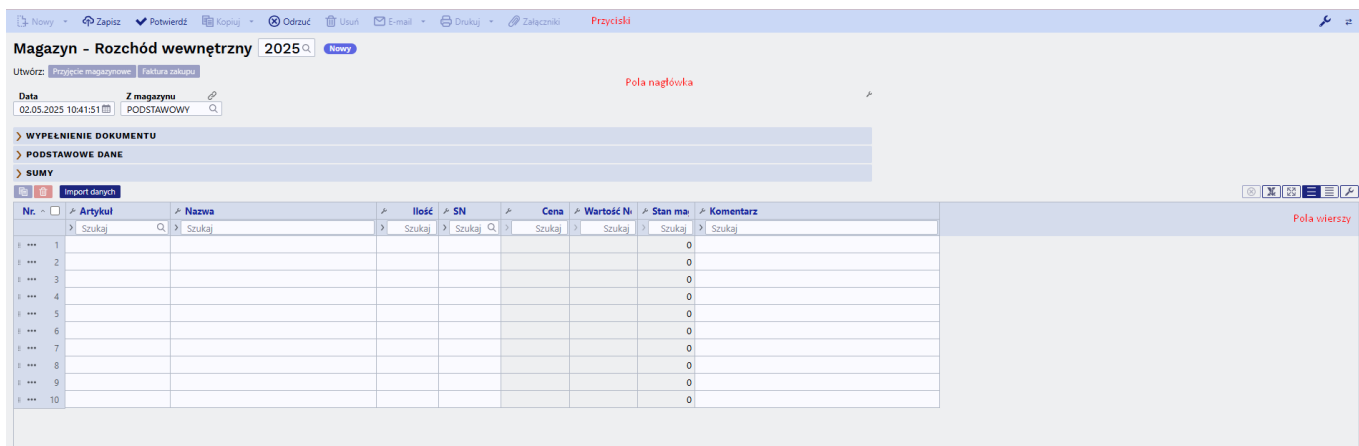 Nowy Zapisz Potwierdź Kopiuj Odrzuć Usuń E-mail Drukuj Załączniki Przyciski
Magazyn - Rozchód wewnętrzny 2025 Nowy
Utwórz: Przyjęcie magazynowe Faktura zakupu
Pola nagłówka
Data Z magazynu
02.05.2025 10:41:51 PODSTAWOWY
WYPEŁNIENIE DOKUMENTU
PODSTAWOWE DANE
SUMY
Import danych
Nr. Artykuł Nazwa Ilość SN Cena Wartość Stan Komentarz
Pola wierszy
Szukaj Szukaj Szukaj Szukaj Szukaj Szukaj Szukaj Szukaj
1 0
2 0
3 0
4 0
5 0
6 0
7 0
8 0
9 0
10 0